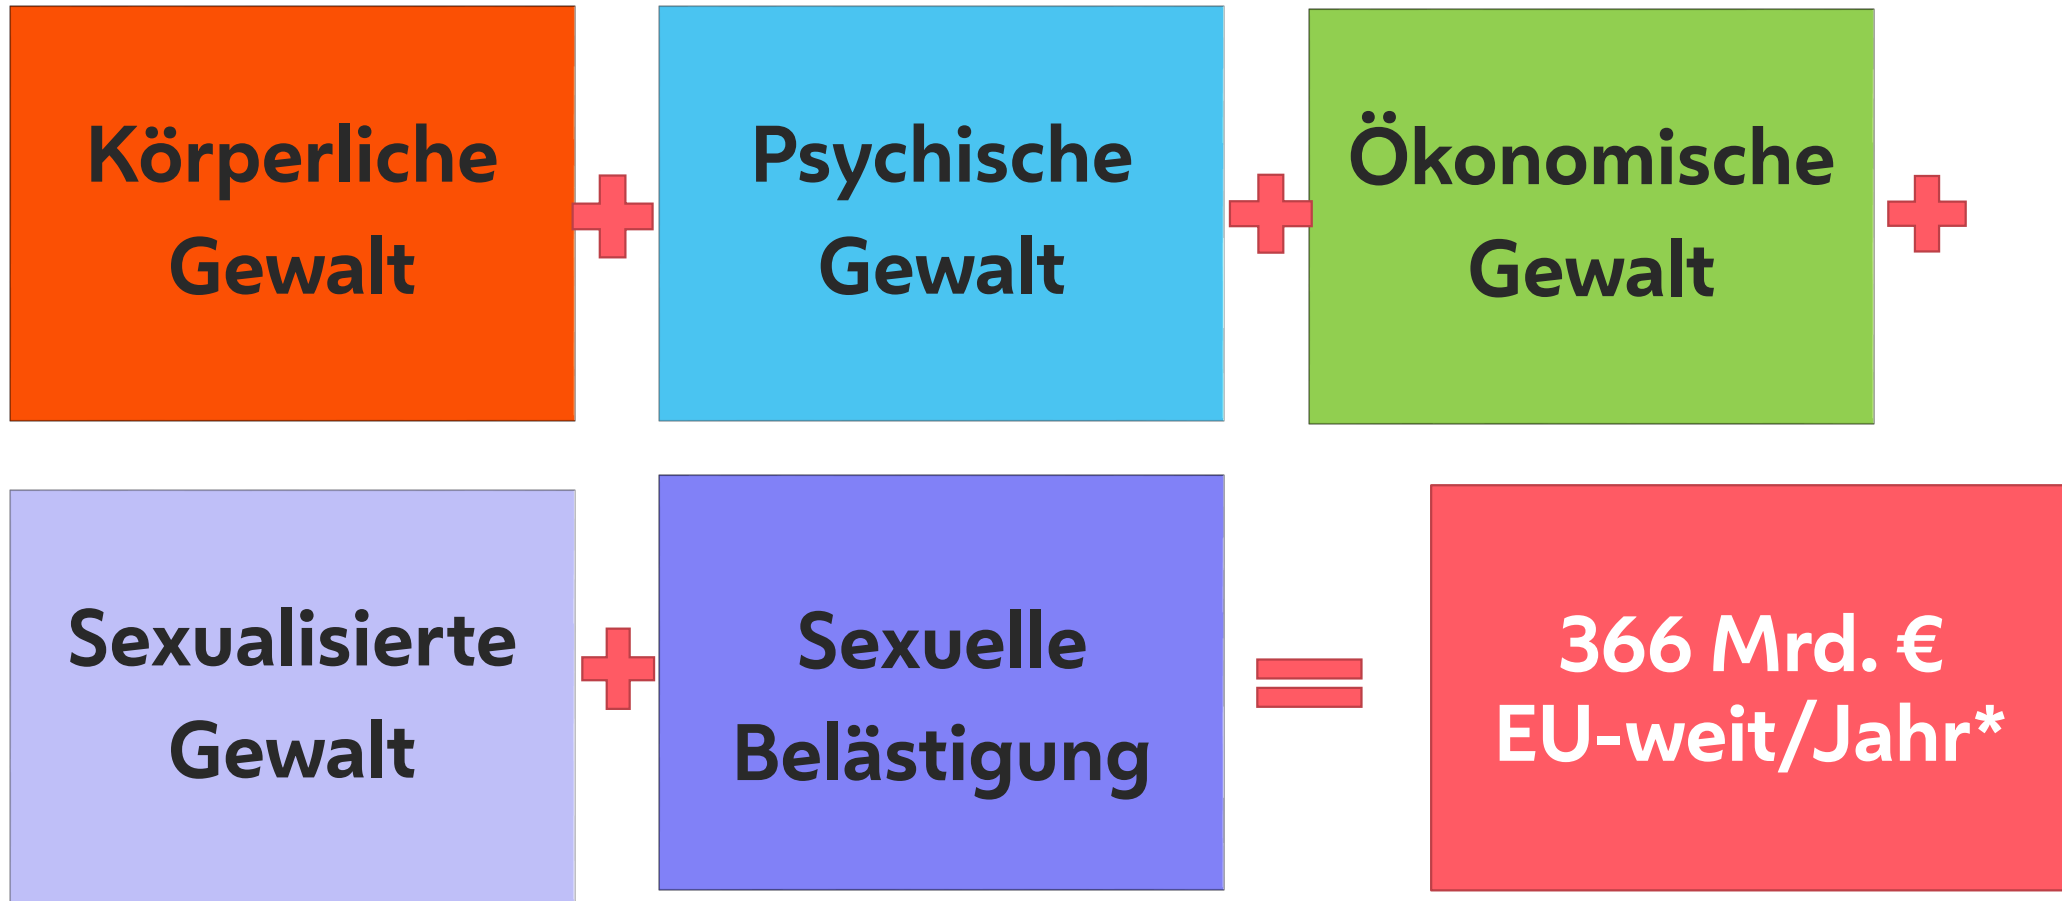 Körperliche
Gewalt
Psychische
Gewalt
Ökonomische
Gewalt
Sexualisierte
Gewalt
Sexuelle
Belästigung
366 Mrd. €
EU-weit/Jahr*